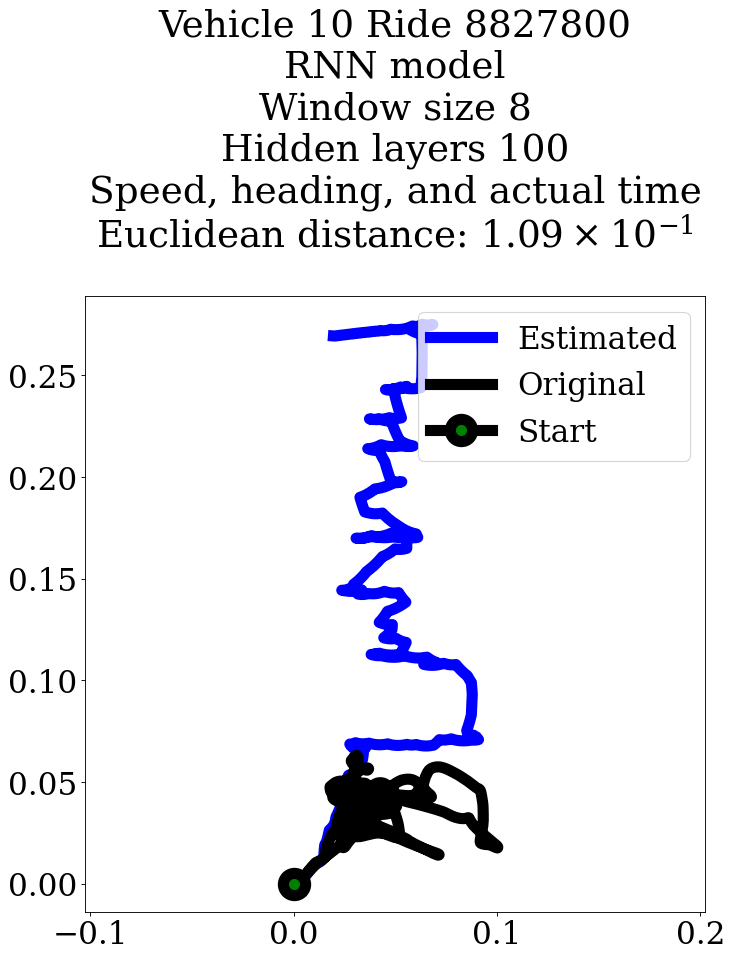 Vehicle 10 Ride 8827800
RNN model
Window size 8
Hidden layers 100
Speed, heading, and actual time
Euclidean distance: 1.09 × 10⁻¹
Estimated
Original
Start
0.25
0.20
0.15
0.10
0.05
0.00
−0.1
0.0
0.1
0.2